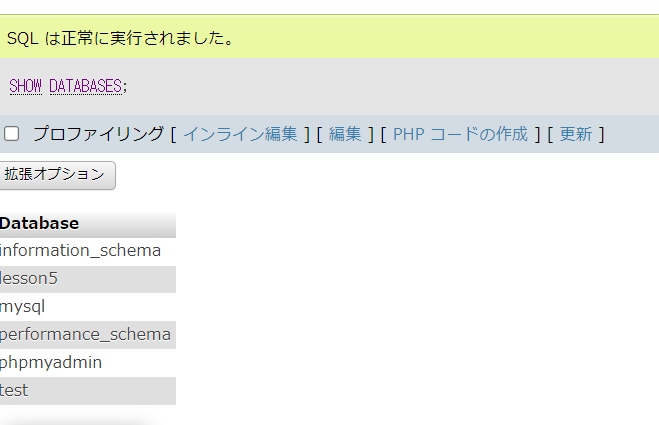 SQL は正常に実行されました。
SHOW DATABASES;
プロファイリング [ インライン編集 ] [ 編集 ] [ PHP コードの作成 ] [ 更新 ]
拡張オプション
Database
information_schema
lesson5
mysql
performance_schema
phpmyadmin
test